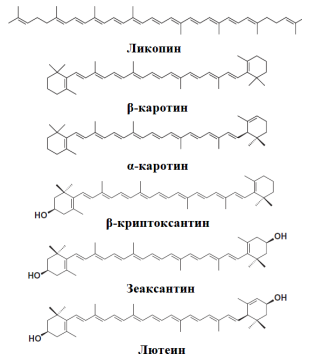 Ликопин
β-каротин
α-каротин
HO
β-криптоксантин
OH
HO
Зеаксантин
OH
HO
Лютеин